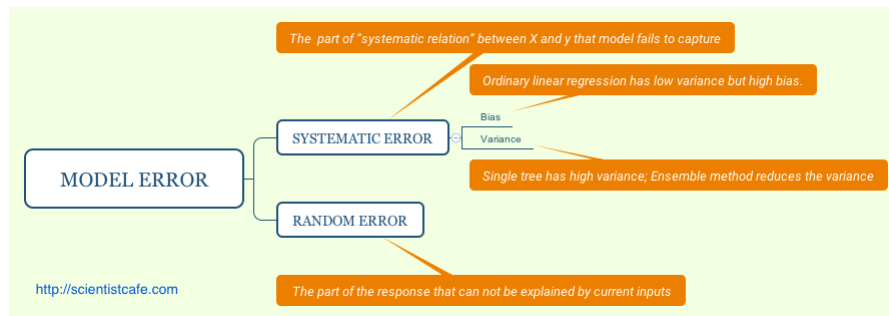 The part of “systematic relation” between X and y that model fails to capture
Ordinary linear regression has low variance but high bias.
Bias
SYSTEMATIC ERROR
Variance
MODEL ERROR
Single tree has high variance; Ensemble method reduces the variance
RANDOM ERROR
http://scientistcafe.com
The part of the response that can not be explained by current inputs